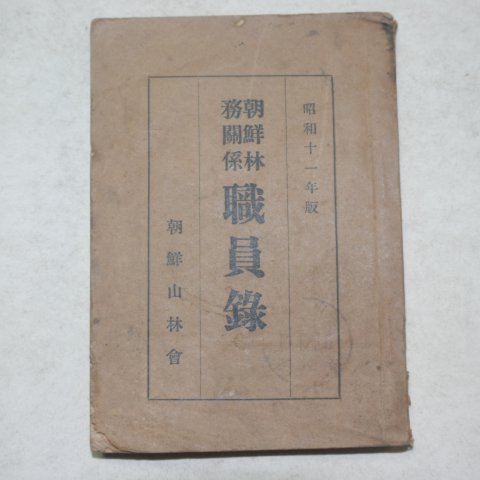 昭和十一年版
朝鮮林
務關係
職員錄
朝鮮山林會